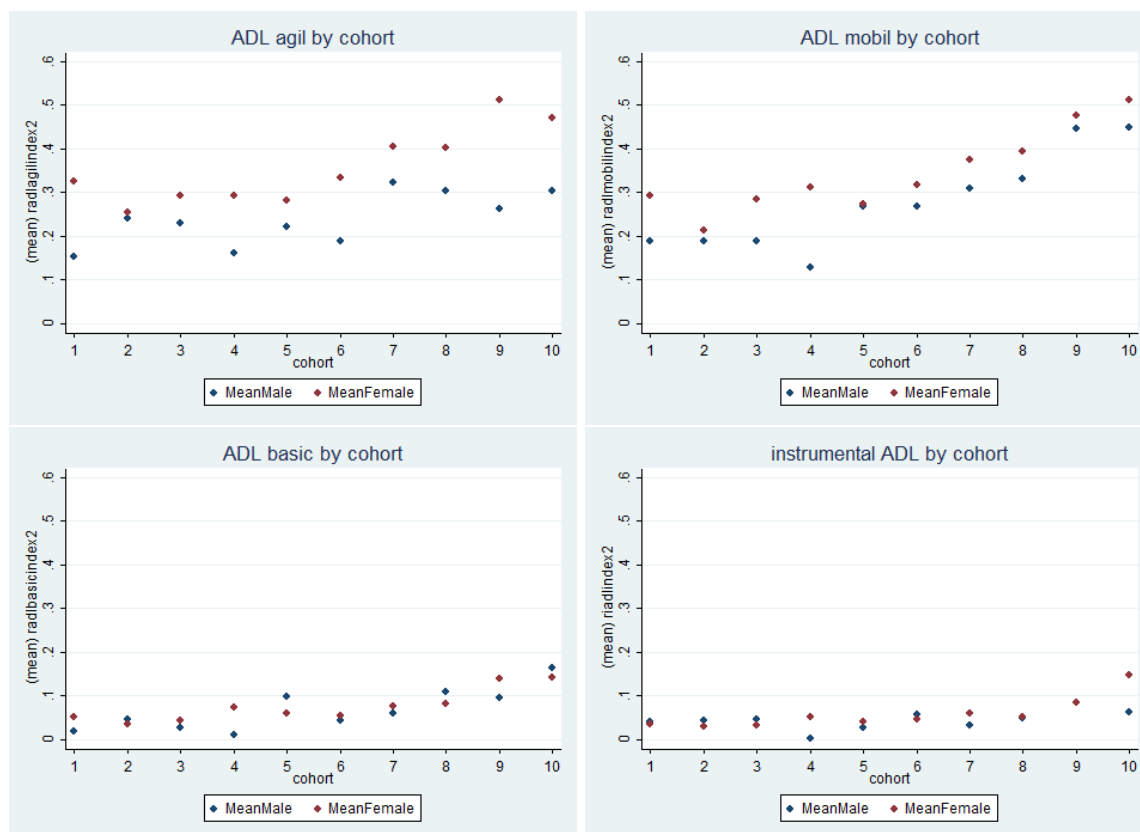 ADL agil by cohort
(mean) radlagilindex2
.6
.5
.4
.3
.2
.1
0
1 2 3 4 5 6 7 8 9 10
cohort
MeanMale MeanFemale
ADL mobil by cohort
(mean) radlmobilindex2
.6
.5
.4
.3
.2
.1
0
1 2 3 4 5 6 7 8 9 10
cohort
MeanMale MeanFemale
ADL basic by cohort
(mean) radlbasicindex2
.6
.5
.4
.3
.2
.1
0
1 2 3 4 5 6 7 8 9 10
cohort
MeanMale MeanFemale
instrumental ADL by cohort
(mean) riadlindex2
.6
.5
.4
.3
.2
.1
0
1 2 3 4 5 6 7 8 9 10
cohort
MeanMale MeanFemale